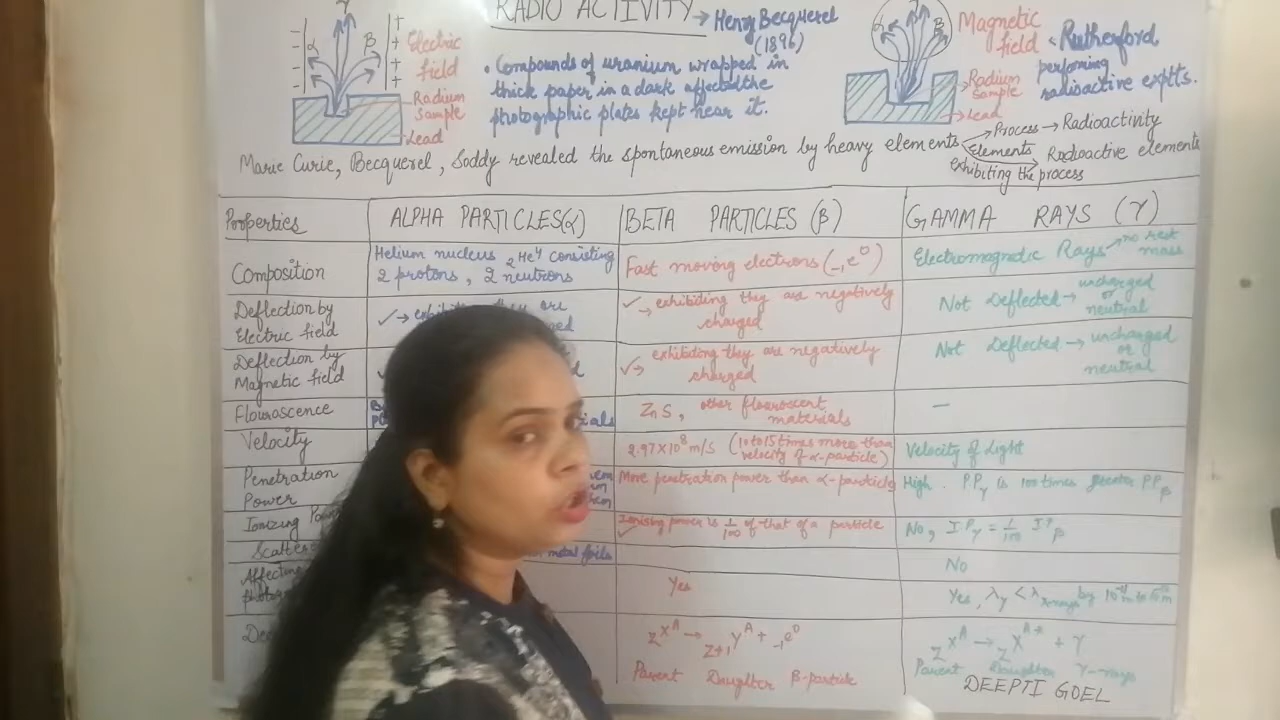 RADIO ACTIVITY → Henry Becquerel
(1896)
• Compounds of uranium wrapped in
thick paper in a dark affected the
photographic plates kept near it.
α β
Electric
field
Radium
Sample
Lead
α β
Magnetic
field
Radium
Sample
Lead
Rutherford
performing
radioactive exptts.
Marie Curie, Becquerel, Soddy revealed the spontaneous emission by heavy elements
Process → Radioactivity
Elements
exhibiting the process
Radioactive elements
Properties ALPHA PARTICLES(α) BETA PARTICLES (β) GAMMA RAYS (γ)
Composition
Helium nucleus ₂He⁴ consisting
2 protons, 2 neutrons
Fast moving electrons (₋₁e⁰)
Electromagnetic Rays → no rest
mass
Deflection by
Electric field
✓→ are
✓→ exhibiting they are negatively
charged
Not Deflected → uncharged
or
neutral
Deflection by
Magnetic field
✓→ exhibiting they are negatively
charged
Not Deflected → uncharged
or
neutral
Flourascence
ZnS, other flouroscent
materials
—
Velocity
2.97×10⁸ m/s (10 to 15 times more than
velocity of α-particle)
Velocity of Light
Penetration
Power
More penetration power than α-particle
High. PPγ is 100 times greater PPβ
Ionizing
Ionising power is 1/100 of that of α particle
No, I.Pγ = 1/100 IPβ
metal foils
No
Affecting
Yes
Yes, λγ < λx-rays by
zXᴬ → z+1Yᴬ + ₋₁e⁰
Parent Daughter β-particle
zXᴬ → zXᴬ* + γ
Parent Daughter γ-rays
DEEPTI GOEL